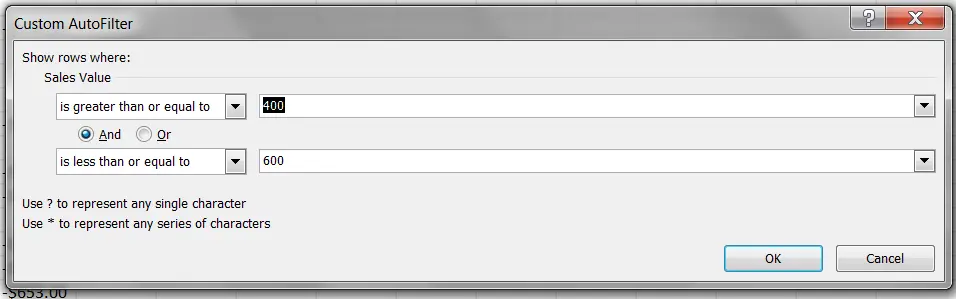 Custom AutoFilter
?
Show rows where:
Sales Value
is greater than or equal to 400
And Or
is less than or equal to 600
Use ? to represent any single character
Use * to represent any series of characters
OK Cancel
-$653.00